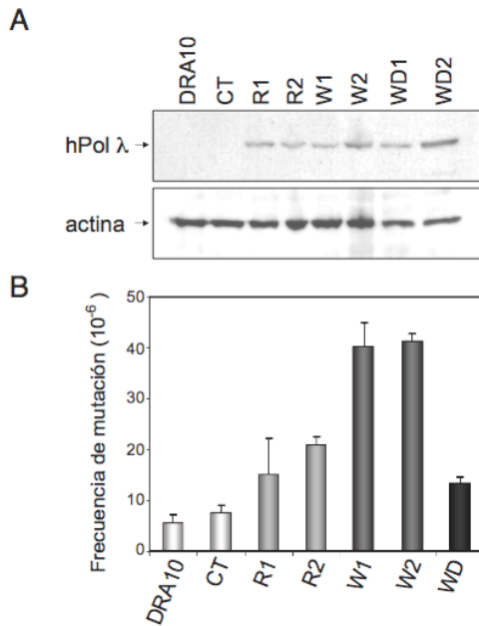 A
DRA10 CT R1 R2 W1 W2 WD1 WD2
hPol λ
actina
B
Frecuencia de mutación (10⁻⁶)
50
40
30
20
10
0
DRA10 CT R1 R2 W1 W2 WD